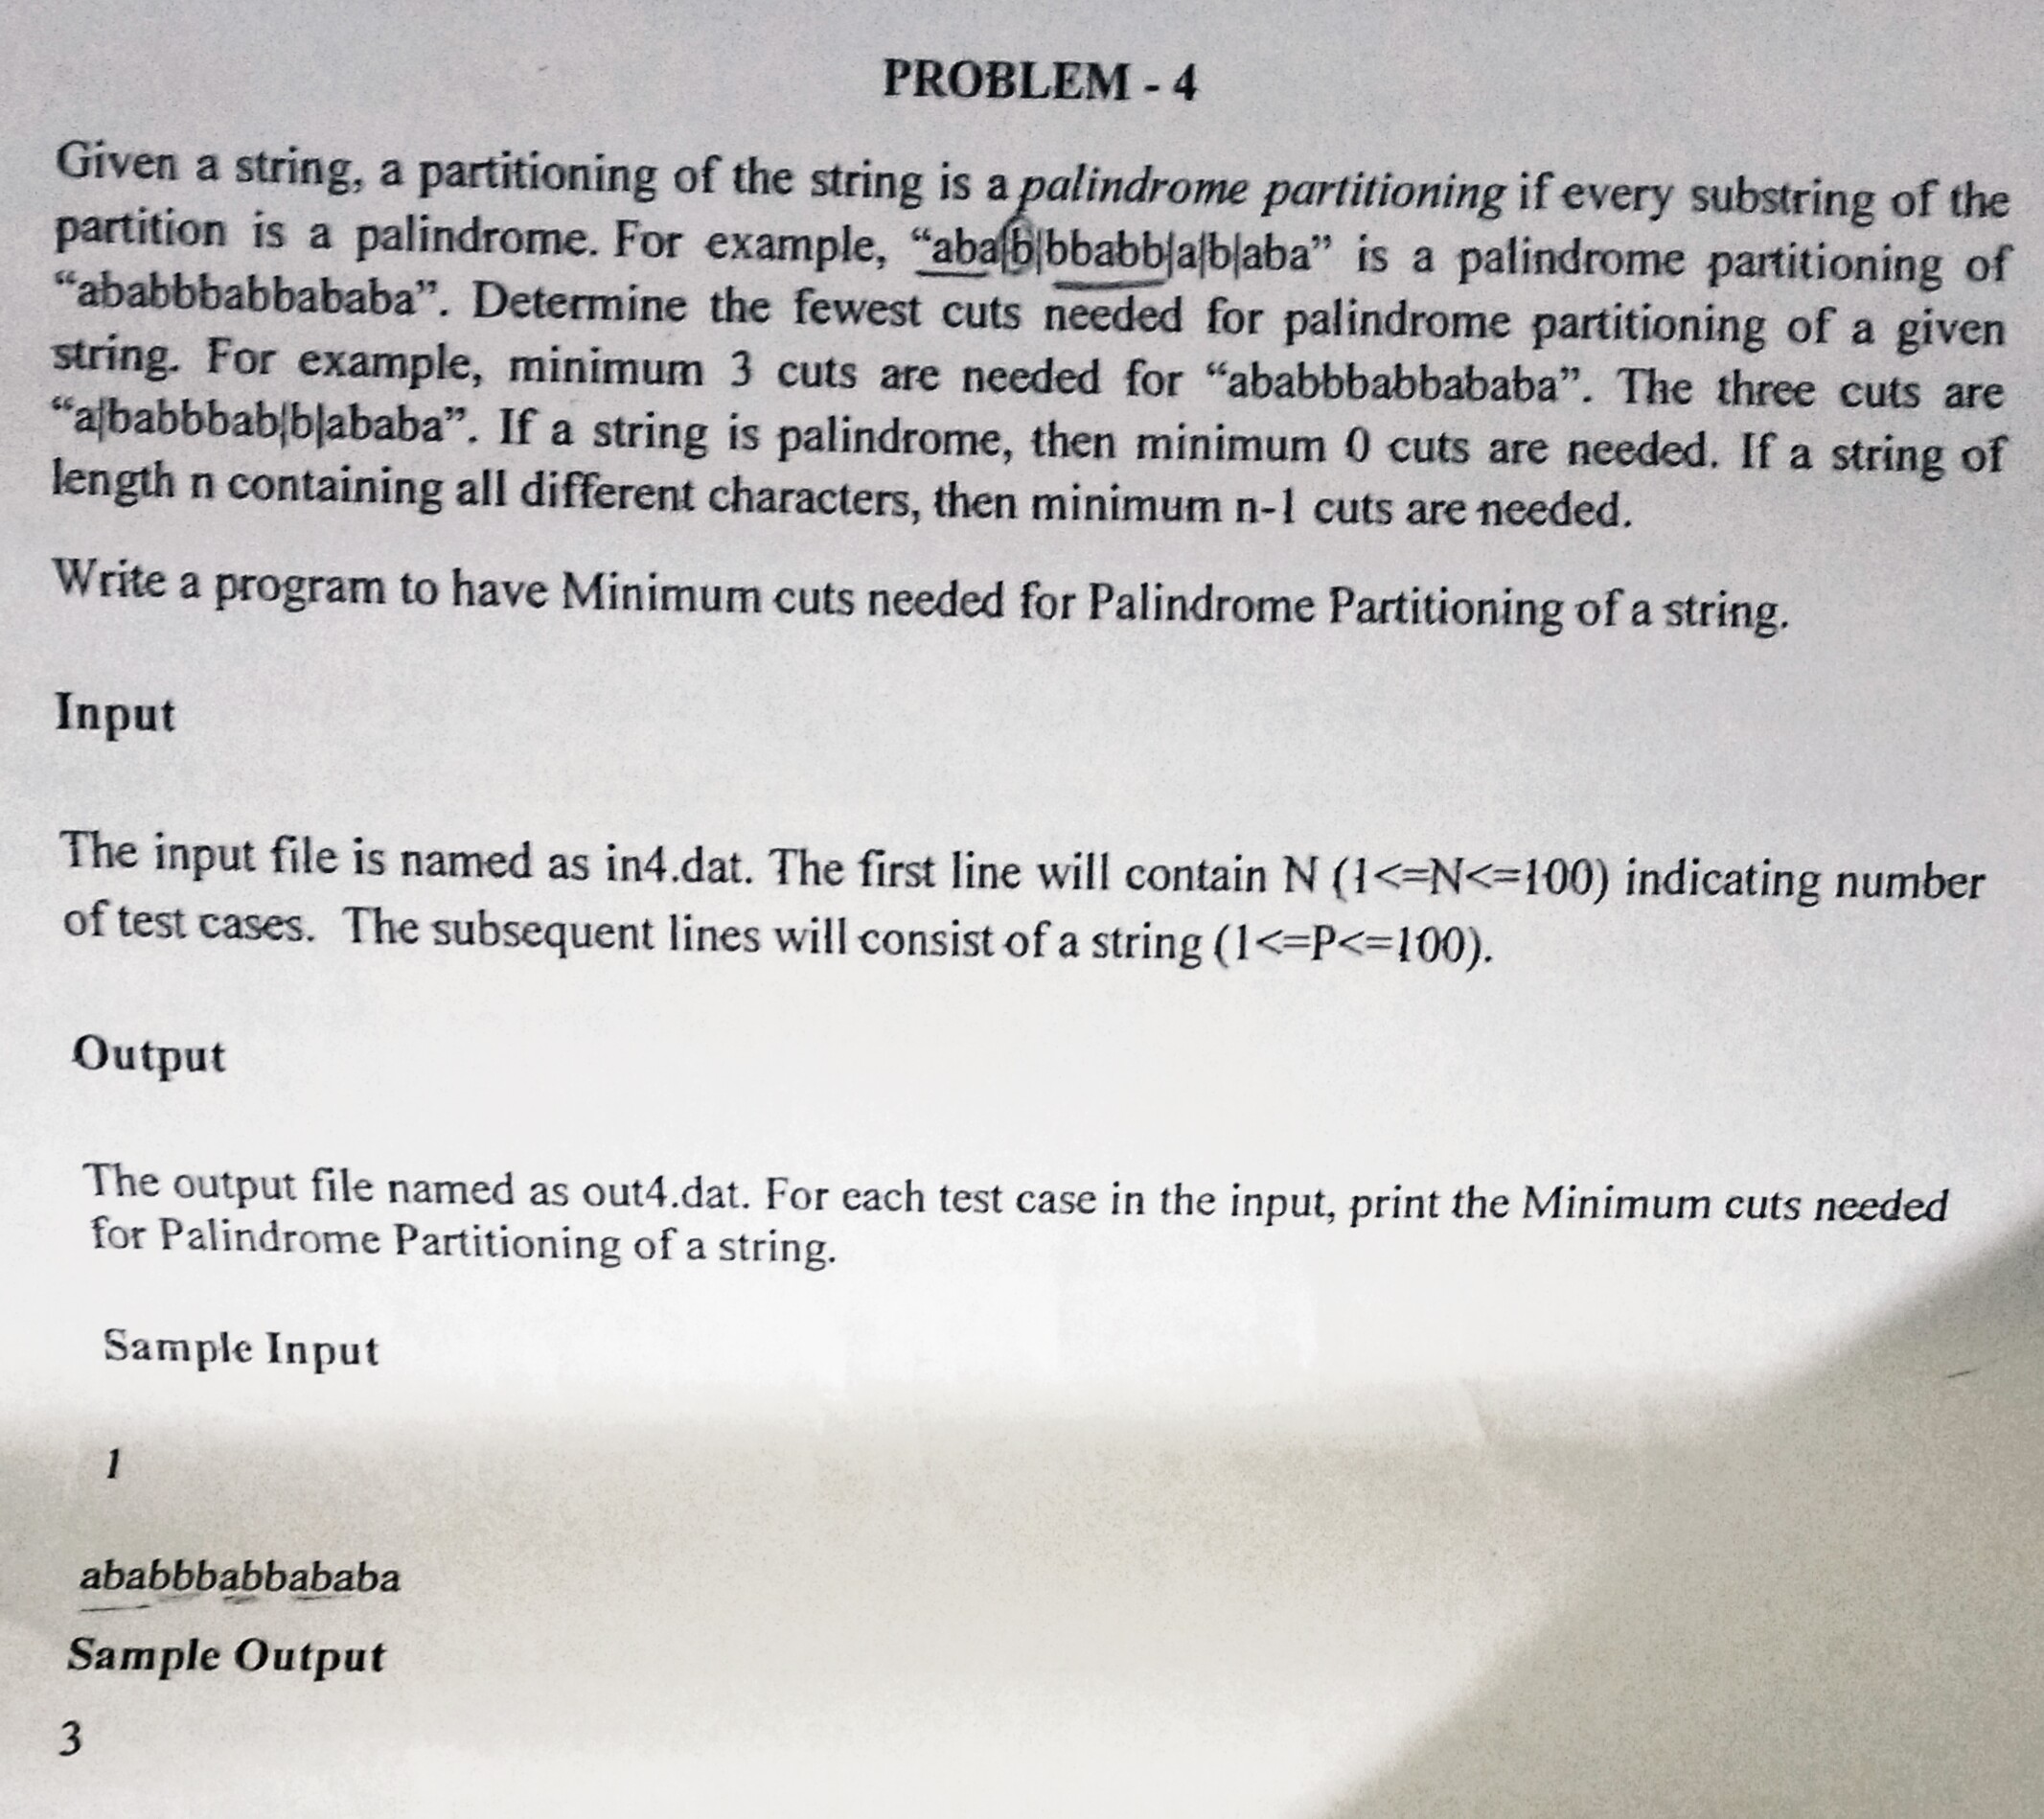 PROBLEM - 4
Given a string, a partitioning of the string is a palindrome partitioning if every substring of the
partition is a palindrome. For example, “aba|b|bbabb|a|b|aba” is a palindrome partitioning of
“ababbbabbababa”. Determine the fewest cuts needed for palindrome partitioning of a given
string. For example, minimum 3 cuts are needed for “ababbbabbababa”. The three cuts are
“a|babbbab|b|ababa”. If a string is palindrome, then minimum 0 cuts are needed. If a string of
length n containing all different characters, then minimum n-1 cuts are needed.
Write a program to have Minimum cuts needed for Palindrome Partitioning of a string.
Input
The input file is named as in4.dat. The first line will contain N (1<=N<=100) indicating number
of test cases. The subsequent lines will consist of a string (1<=P<=100).
Output
The output file named as out4.dat. For each test case in the input, print the Minimum cuts needed
for Palindrome Partitioning of a string.
Sample Input
1
ababbbabbababa
Sample Output
3